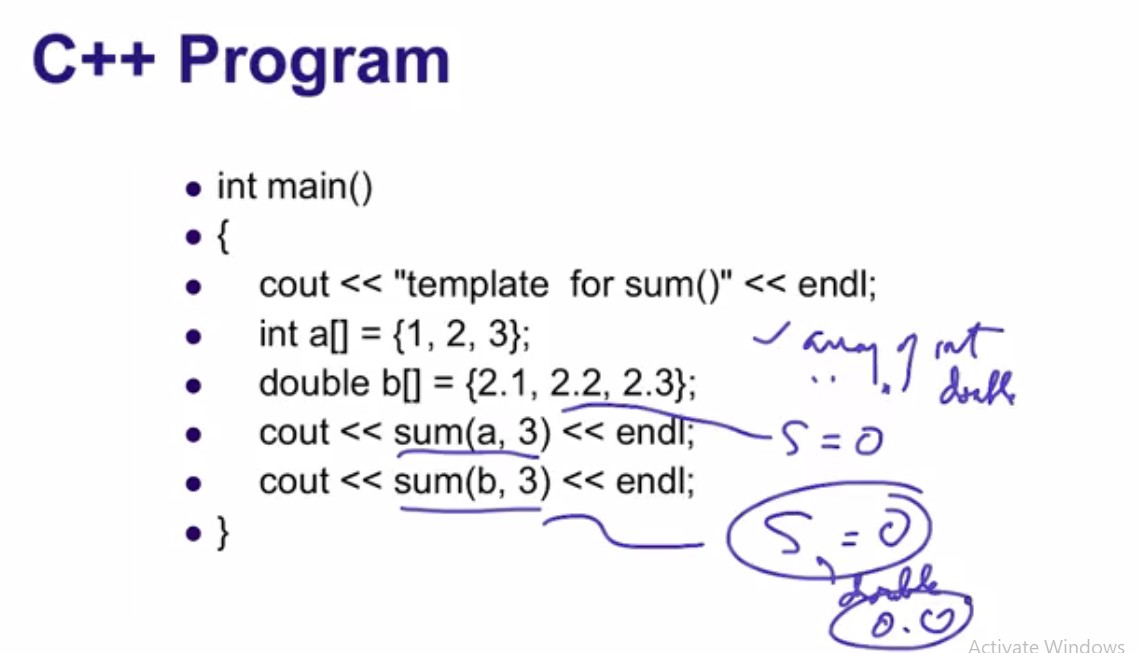 C++ Program
• int main()
• {
• cout << "template for sum()" << endl;
• int a[] = {1, 2, 3};
✓ array of int
• double b[] = {2.1, 2.2, 2.3};
" " double
• cout << sum(a, 3) << endl;
S = 0
• cout << sum(b, 3) << endl;
• }
S = 0
double
0.0
Activate Windows